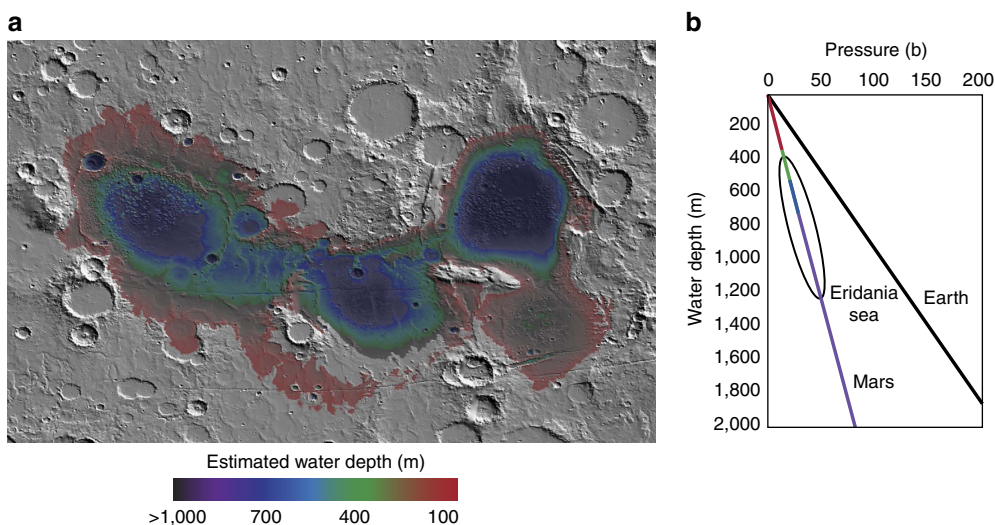 a
Estimated water depth (m)
>1,000 700 400 100
b
Pressure (b)
0 50 100 150 200
Water depth (m)
200
400
600
800
1,000
1,200
1,400
1,600
1,800
2,000
Eridania
sea
Earth
Mars